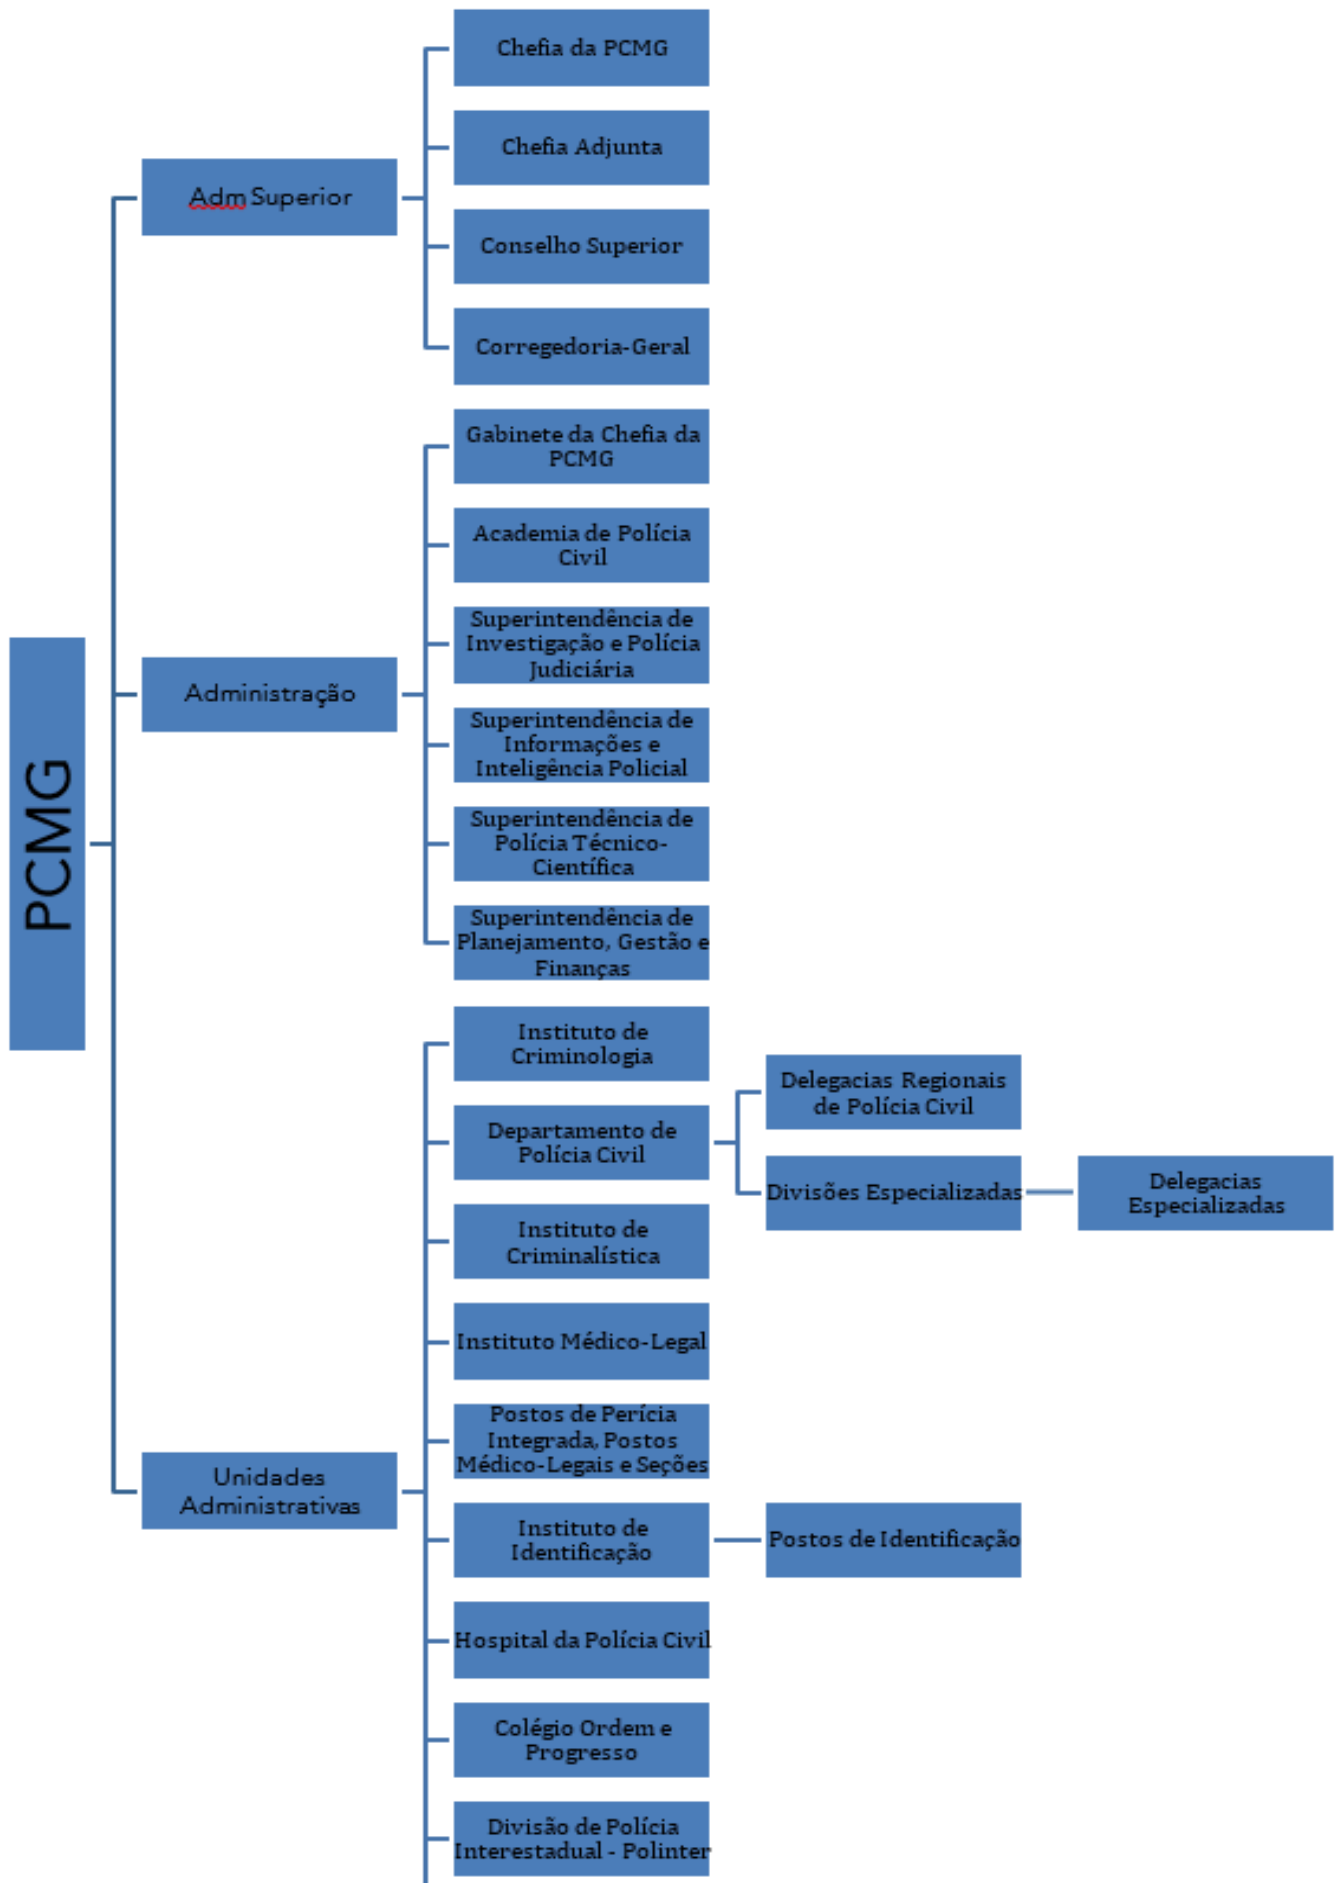 Chefia da PCMG
Chefia Adjunta
Adm Superior
Conselho Superior
Corregedoria-Geral
Gabinete da Chefia da
PCMG
Academia de Polícia
Civil
Superintendência de
Investigação e Polícia
Judiciária
Administração
Superintendência de
Informações e
Inteligência Policial
PCMG
Superintendência de
Polícia Técnico-
Científica
Superintendência de
Planejamento, Gestão e
Finanças
Instituto de
Criminologia
Departamento de
Polícia Civil
Delegacias Regionais
de Polícia Civil
Divisões Especializadas
Delegacias
Especializadas
Instituto de
Criminalística
Instituto Médico-Legal
Postos de Perícia
Integrada, Postos
Médico-Legais e Seções
Unidades
Administrativas
Instituto de
Identificação
Postos de Identificação
Hospital da Polícia Civil
Colégio Ordem e
Progresso
Divisão de Polícia
Interestadual - Polinter